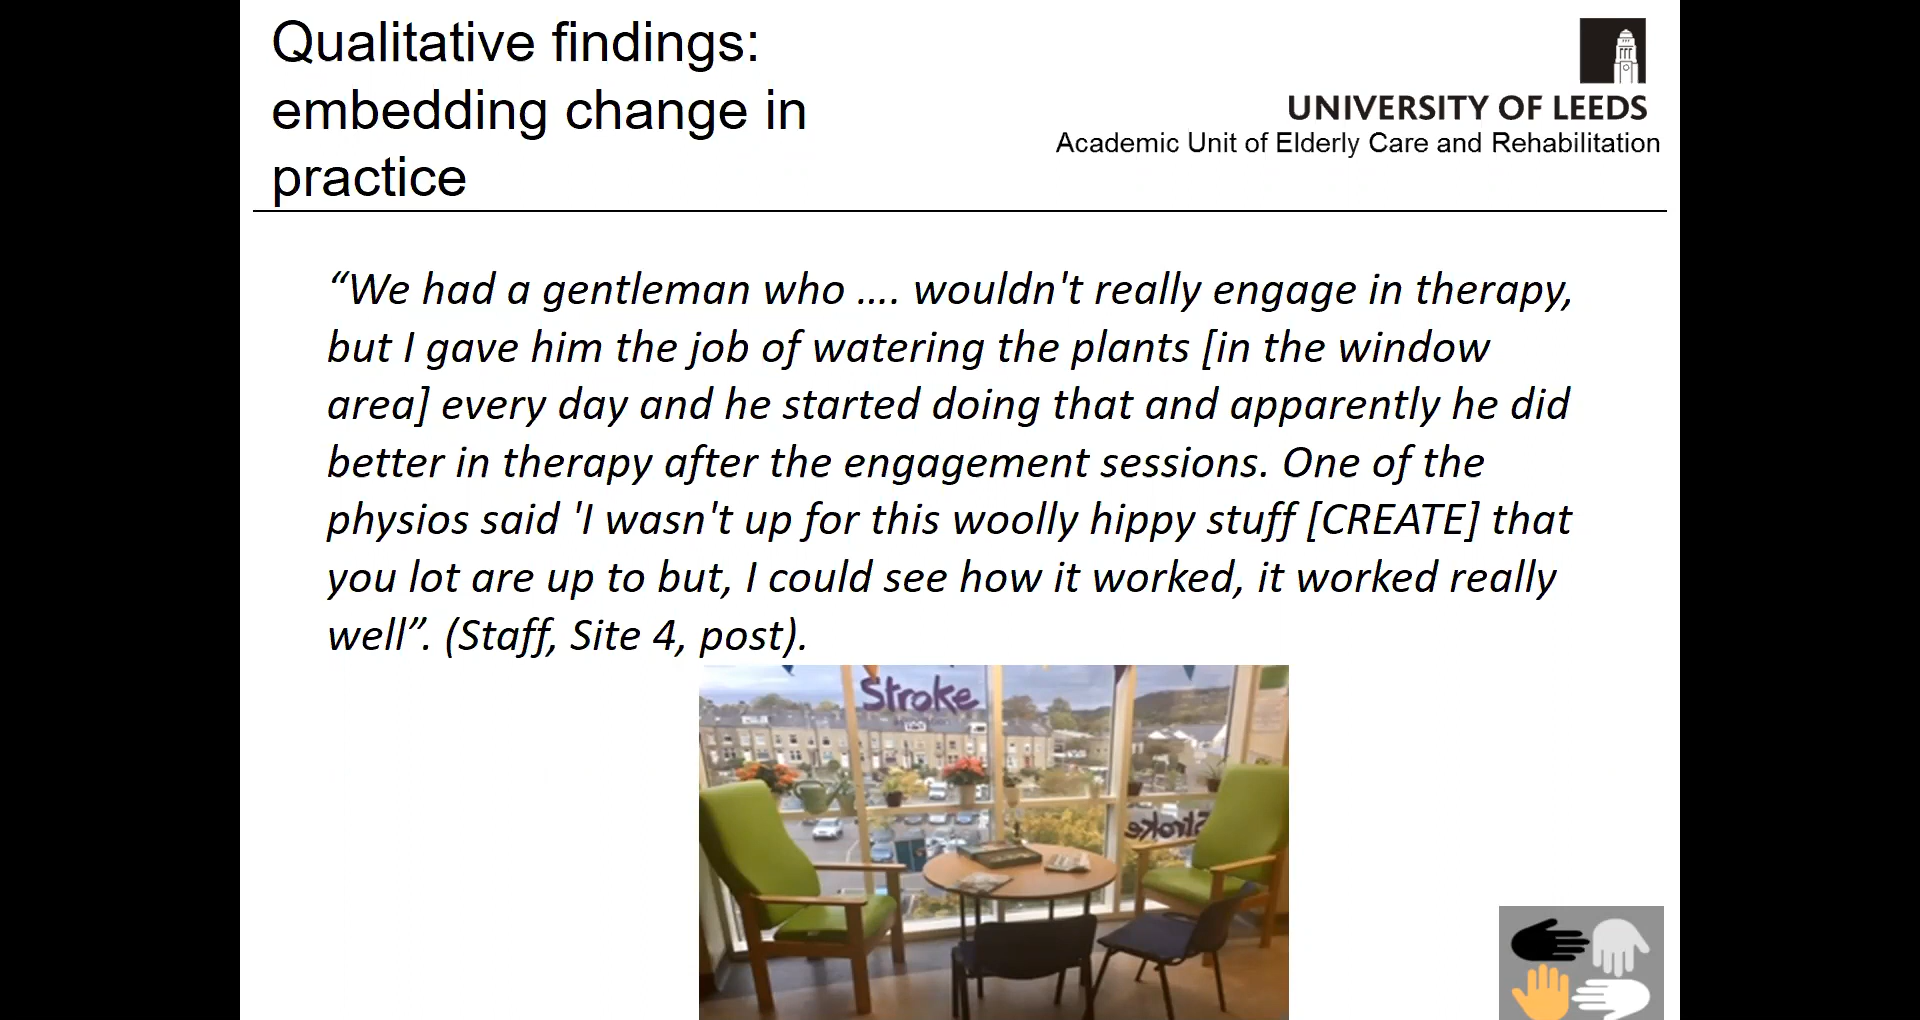 Qualitative findings:
embedding change in
practice
UNIVERSITY OF LEEDS
Academic Unit of Elderly Care and Rehabilitation
“We had a gentleman who .... wouldn't really engage in therapy,
but I gave him the job of watering the plants [in the window
area] every day and he started doing that and apparently he did
better in therapy after the engagement sessions. One of the
physios said 'I wasn't up for this woolly hippy stuff [CREATE] that
you lot are up to but, I could see how it worked, it worked really
well”. (Staff, Site 4, post).
Stroke
Stroke